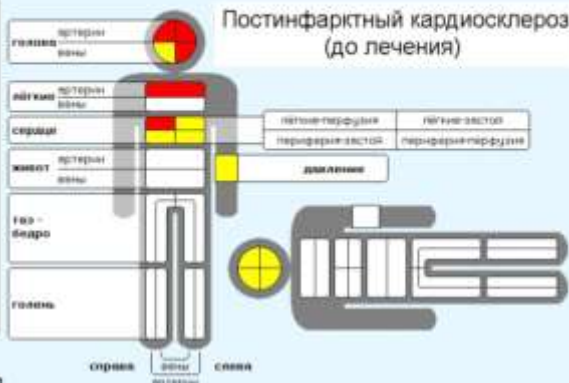 Постинфарктный кардиосклероз
(до лечения)
голова
артерии
вены
лёгкие
артерии
вены
сердце
лёгкие-перфузия
лёгкие-застой
периферия-застой
периферия-перфузия
живот
артерии
вены
давление
таз -
бедро
голень
справа
вены
слева
артерии